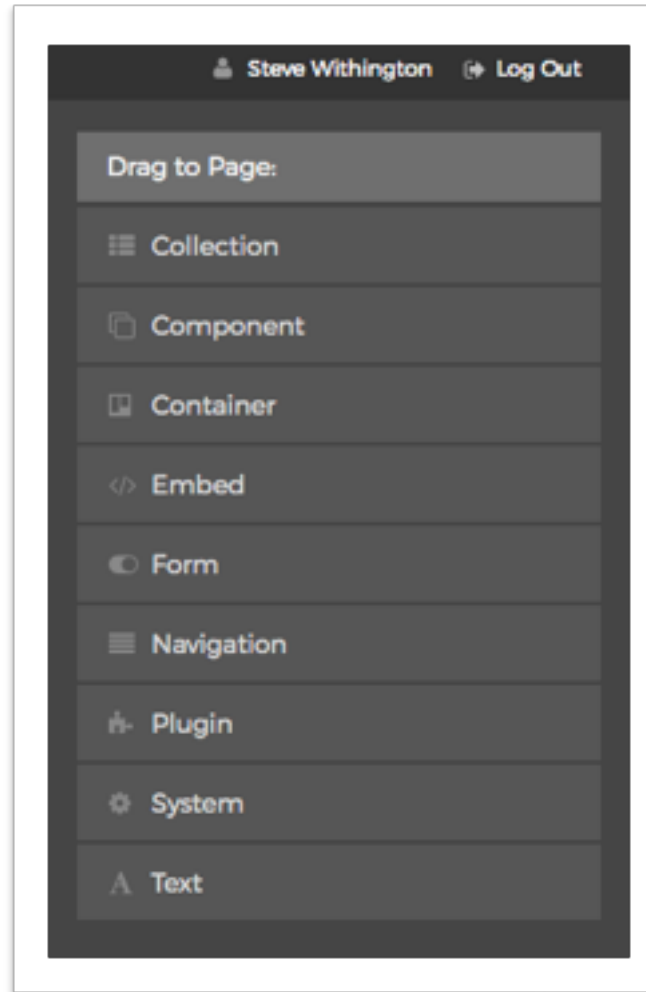 Steve Withington Log Out
Drag to Page:
Collection
Component
Container
Embed
Form
Navigation
Plugin
System
Text